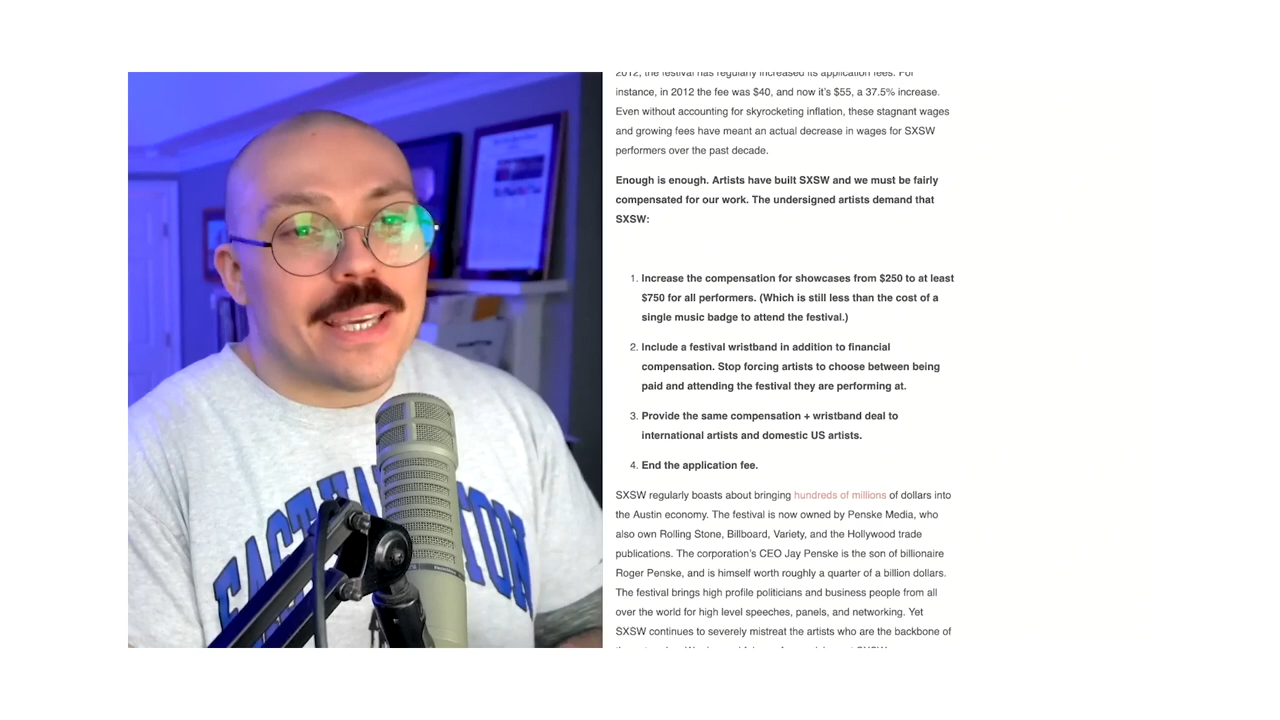 instance, in 2012 the fee was $40, and now it's $55, a 37.5% increase.
Even without accounting for skyrocketing inflation, these stagnant wages
and growing fees have meant an actual decrease in wages for SXSW
performers over the past decade.
Enough is enough. Artists have built SXSW and we must be fairly
compensated for our work. The undersigned artists demand that
SXSW:
1. Increase the compensation for showcases from $250 to at least
$750 for all performers. (Which is still less than the cost of a
single music badge to attend the festival.)
2. Include a festival wristband in addition to financial
compensation. Stop forcing artists to choose between being
paid and attending the festival they are performing at.
3. Provide the same compensation + wristband deal to
international artists and domestic US artists.
4. End the application fee.
SXSW regularly boasts about bringing hundreds of millions of dollars into
the Austin economy. The festival is now owned by Penske Media, who
also own Rolling Stone, Billboard, Variety, and the Hollywood trade
publications. The corporation's CEO Jay Penske is the son of billionaire
Roger Penske, and is himself worth roughly a quarter of a billion dollars.
The festival brings high profile politicians and business people from all
over the world for high level speeches, panels, and networking. Yet
SXSW continues to severely mistreat the artists who are the backbone of